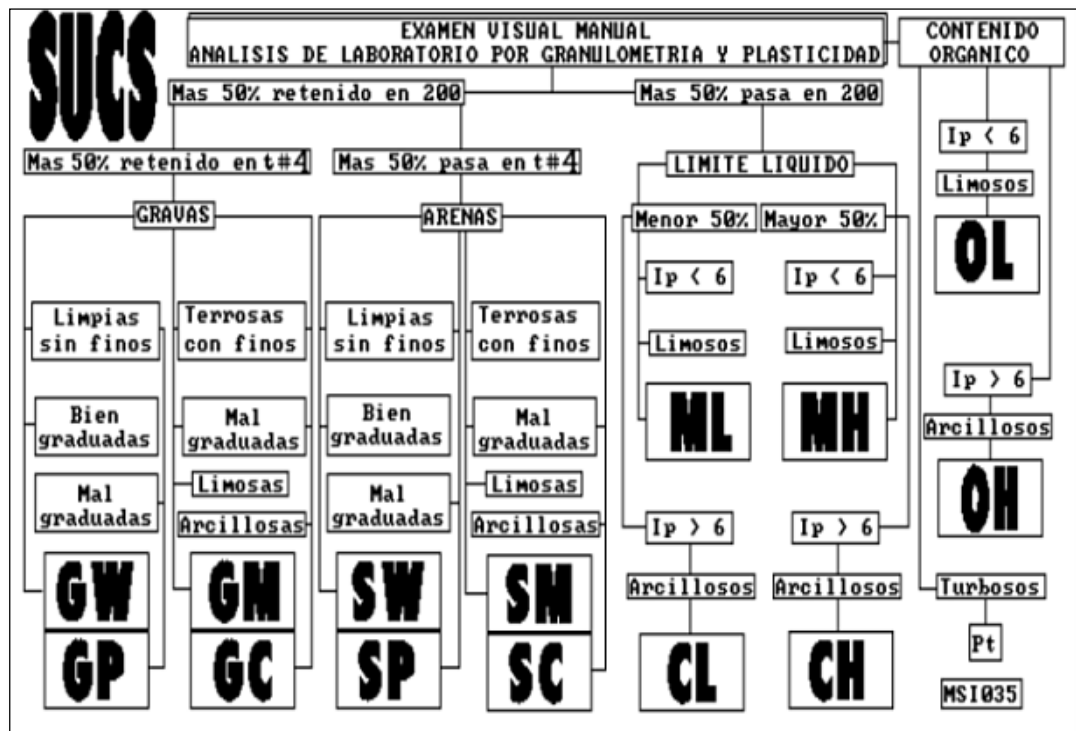 SUCS
EXAMEN VISUAL MANUAL
ANALISIS DE LABORATORIO POR GRANULOMETRIA Y PLASTICIDAD
CONTENIDO
ORGANICO
Mas 50% retenido en 200
Mas 50% pasa en 200
Mas 50% retenido en t#4
Mas 50% pasa en t#4
GRAVAS
ARENAS
Limpias
sin finos
Terrosas
con finos
Limpias
sin finos
Terrosas
con finos
Bien
graduadas
Mal
graduadas
Bien
graduadas
Mal
graduadas
Mal
graduadas
Limosas
Arcillosas
Mal
graduadas
Limosas
Arcillosas
GW
GP
GM
GC
SW
SP
SM
SC
LIMITE LIQUIDO
Menor 50%
Mayor 50%
Ip < 6
Limosos
ML
Ip < 6
Limosos
MH
Ip > 6
Arcillosos
CL
Ip > 6
Arcillosos
CH
Ip < 6
Limosos
OL
Ip > 6
Arcillosos
OH
Turbosos
Pt
MSI035